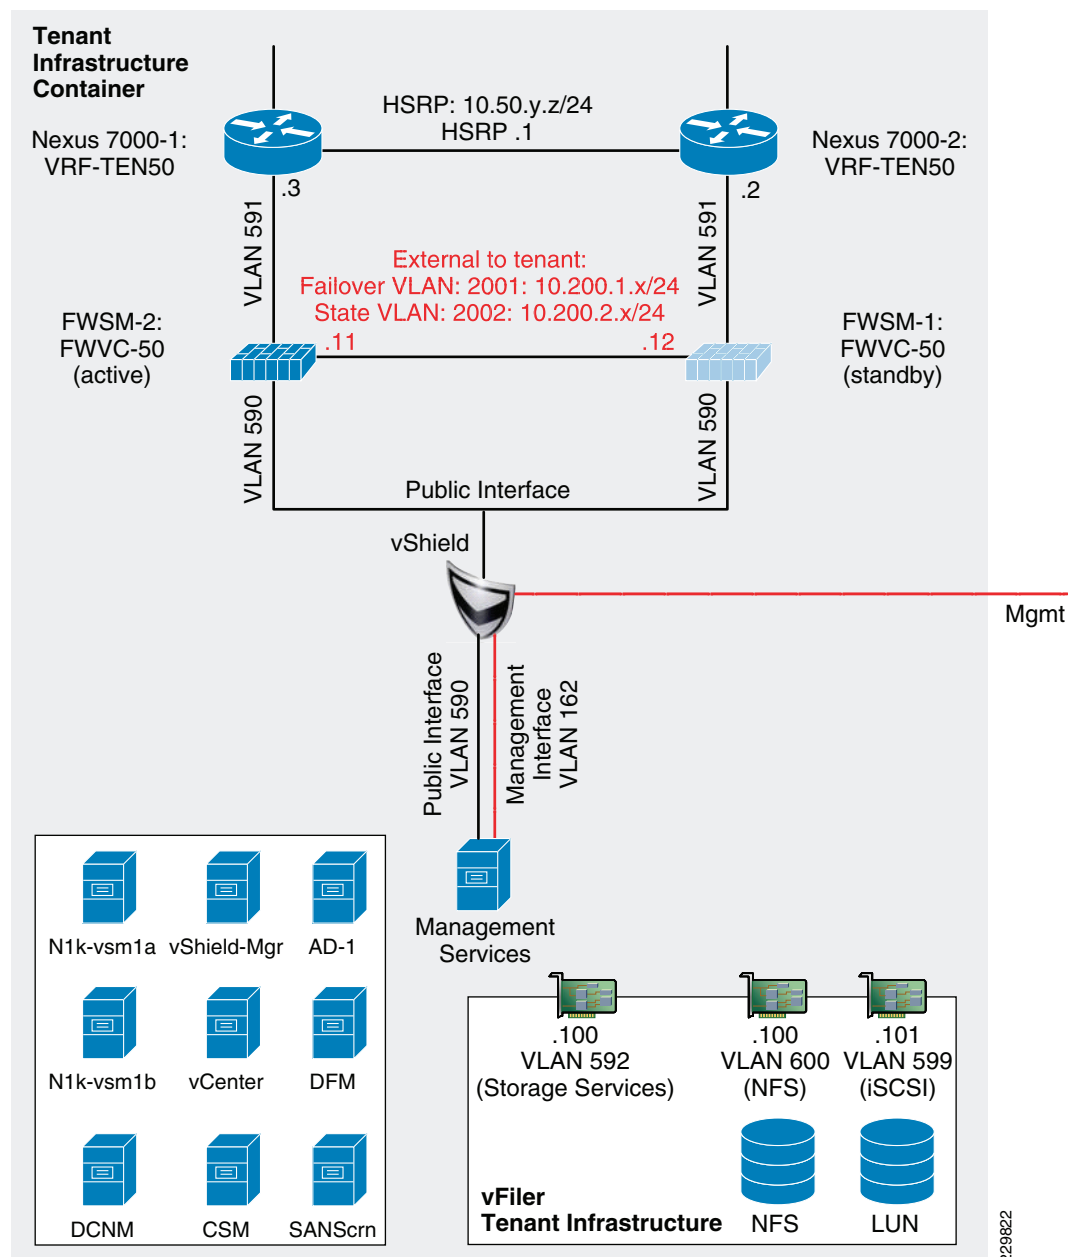 Tenant
Infrastructure
Container
HSRP: 10.50.y.z/24
HSRP .1
Nexus 7000-1:
VRF-TEN50
Nexus 7000-2:
VRF-TEN50
.3
.2
VLAN 591
VLAN 591
External to tenant:
Failover VLAN: 2001: 10.200.1.x/24
State VLAN: 2002: 10.200.2.x/24
.11
.12
FWSM-2:
FWVC-50
(active)
FWSM-1:
FWVC-50
(standby)
VLAN 590
VLAN 590
Public Interface
vShield
Mgmt
Public Interface
VLAN 590
Management
Interface
VLAN 162
Management
Services
N1k-vsm1a
vShield-Mgr
AD-1
N1k-vsm1b
vCenter
DFM
DCNM
CSM
SANScrn
.100
VLAN 592
(Storage Services)
.100
VLAN 600
(NFS)
.101
VLAN 599
(iSCSI)
vFiler
Tenant Infrastructure
NFS
LUN
229822